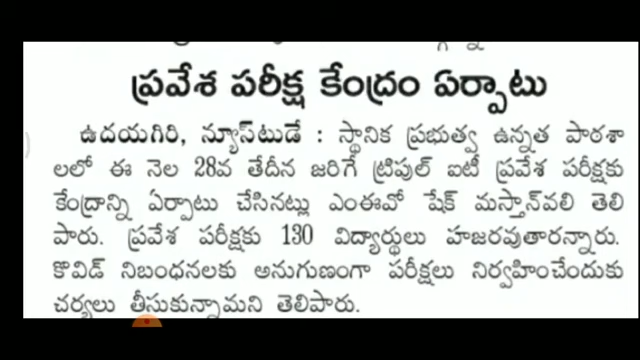 ప్రవేశ పరీక్ష కేంద్రం ఏర్పాటు
ఉదయగిరి, న్యూస్‌టుడే : స్థానిక ప్రభుత్వ ఉన్నత పాఠశా
లలో ఈ నెల 28వ తేదీన జరిగే ట్రిపుల్ ఐటీ ప్రవేశ పరీక్షకు
కేంద్రాన్ని ఏర్పాటు చేసినట్లు ఎంఈవో షేక్ మస్తాన్‌వలి తెలి
పారు. ప్రవేశ పరీక్షకు 130 విద్యార్థులు హజరవుతారన్నారు.
కొవిడ్ నిబంధనలకు అనుగుణంగా పరీక్షలు నిర్వహించేందుకు
చర్యలు తీసుకున్నామని తెలిపారు.